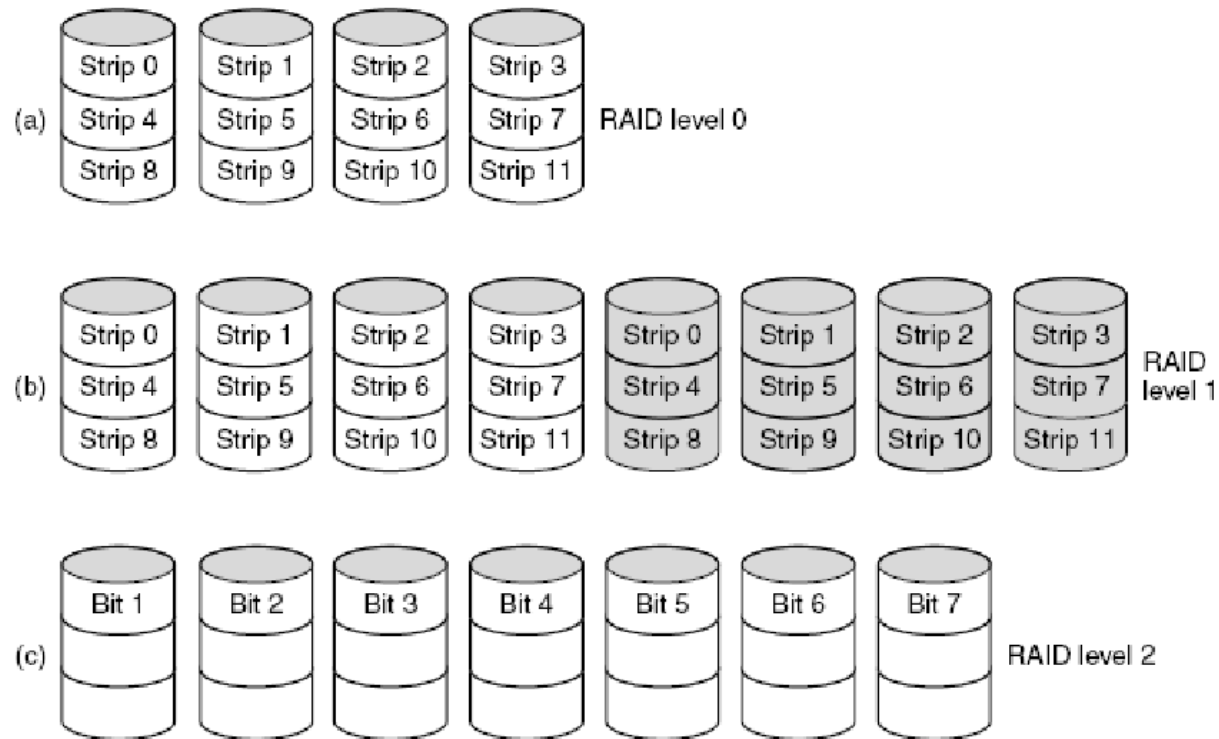 Strip 0 Strip 1 Strip 2 Strip 3
(a) Strip 4 Strip 5 Strip 6 Strip 7 RAID level 0
Strip 8 Strip 9 Strip 10 Strip 11
Strip 0 Strip 1 Strip 2 Strip 3 Strip 0 Strip 1 Strip 2 Strip 3
(b) Strip 4 Strip 5 Strip 6 Strip 7 Strip 4 Strip 5 Strip 6 Strip 7 RAID
level 1
Strip 8 Strip 9 Strip 10 Strip 11 Strip 8 Strip 9 Strip 10 Strip 11
Bit 1 Bit 2 Bit 3 Bit 4 Bit 5 Bit 6 Bit 7
(c) RAID level 2